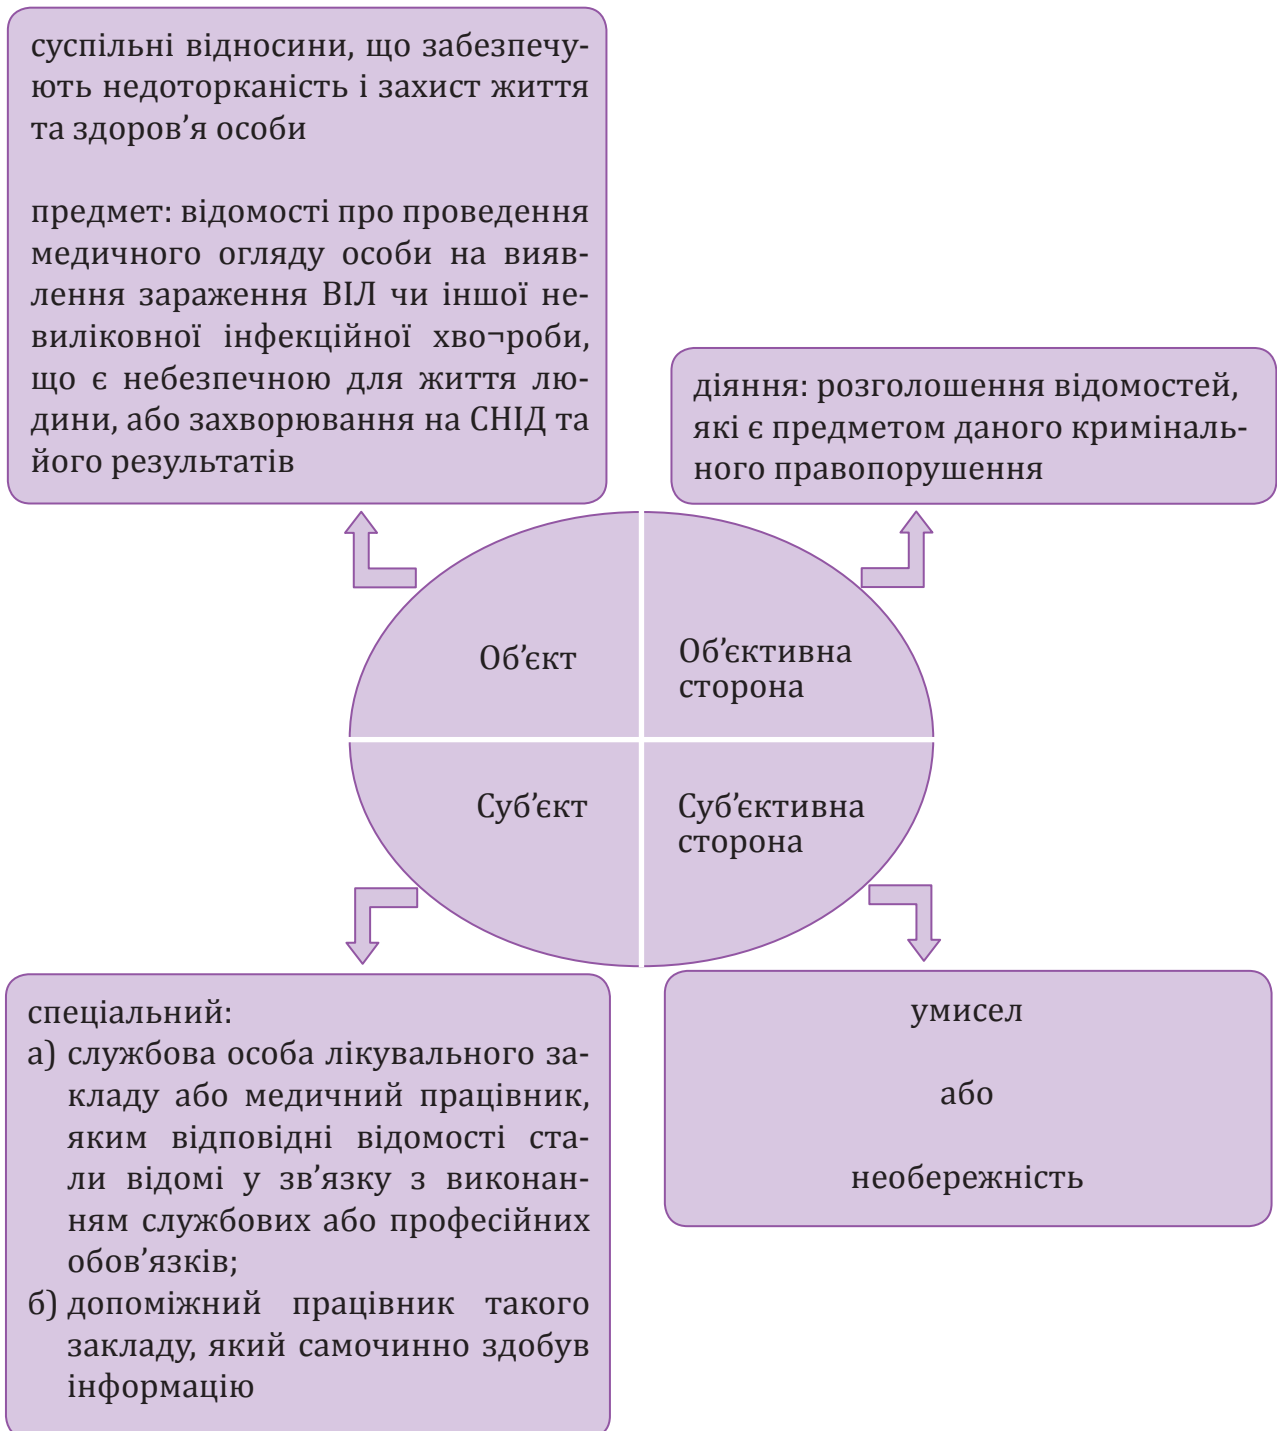 суспільні відносини, що забезпечу-
ють недоторканість і захист життя
та здоров’я особи
предмет: відомості про проведення
медичного огляду особи на вияв-
лення зараження ВІЛ чи іншої не-
виліковної інфекційної хво¬роби,
що є небезпечною для життя лю-
дини, або захворювання на СНІД та
його результатів
діяння: розголошення відомостей,
які є предметом даного криміналь-
ного правопорушення
Об’єкт
Об’єктивна
сторона
Суб’єкт
Суб’єктивна
сторона
спеціальний:
а) службова особа лікувального за-
кладу або медичний працівник,
яким відповідні відомості ста-
ли відомі у зв’язку з виконан-
ням службових або професійних
обов’язків;
б) допоміжний працівник такого
закладу, який самочинно здобув
інформацію
умисел
або
необережність